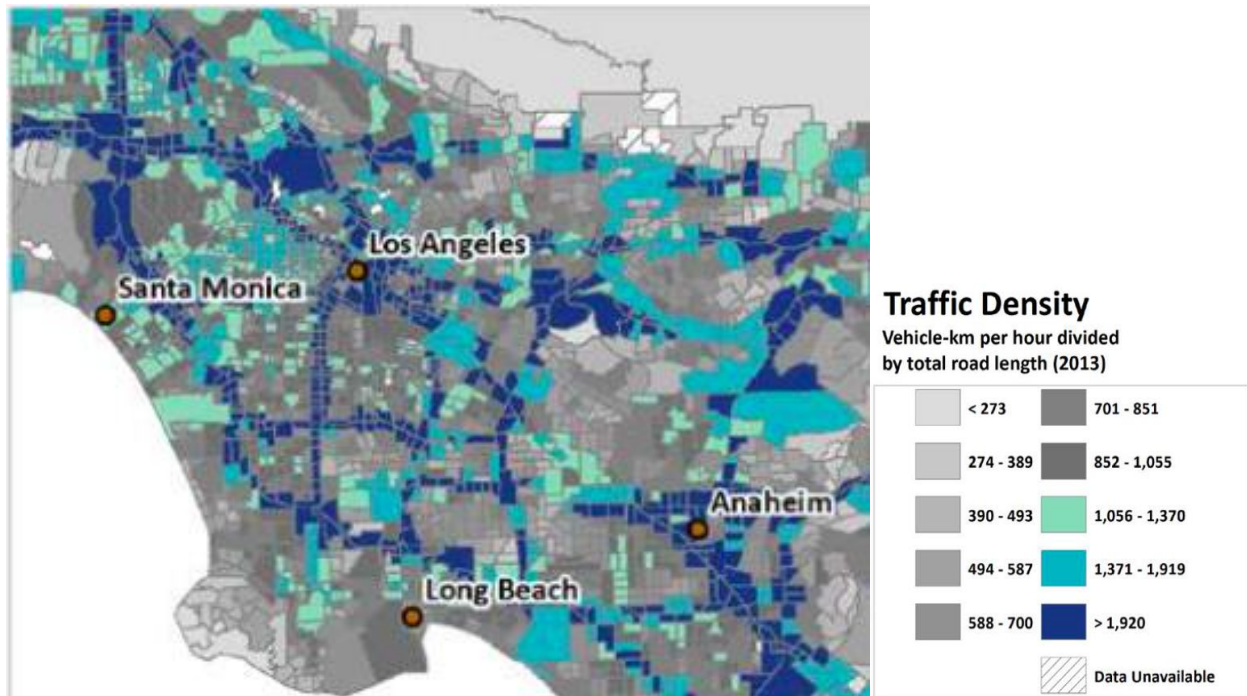 Los Angeles
Santa Monica
Anaheim
Long Beach
Traffic Density
Vehicle-km per hour divided
by total road length (2013)
< 273
701 - 851
274 - 389
852 - 1,055
390 - 493
1,056 - 1,370
494 - 587
1,371 - 1,919
588 - 700
> 1,920
Data Unavailable